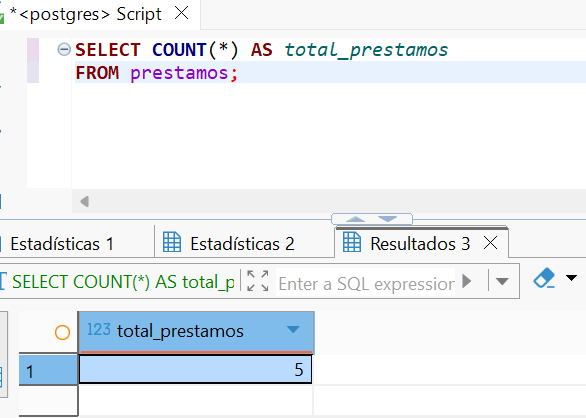 *<postgres> Script
SELECT COUNT(*) AS total_prestamos
FROM prestamos;
Estadísticas 1
Estadísticas 2
Resultados 3
SELECT COUNT(*) AS total_p
Enter a SQL expression
123 total_prestamos
1
5